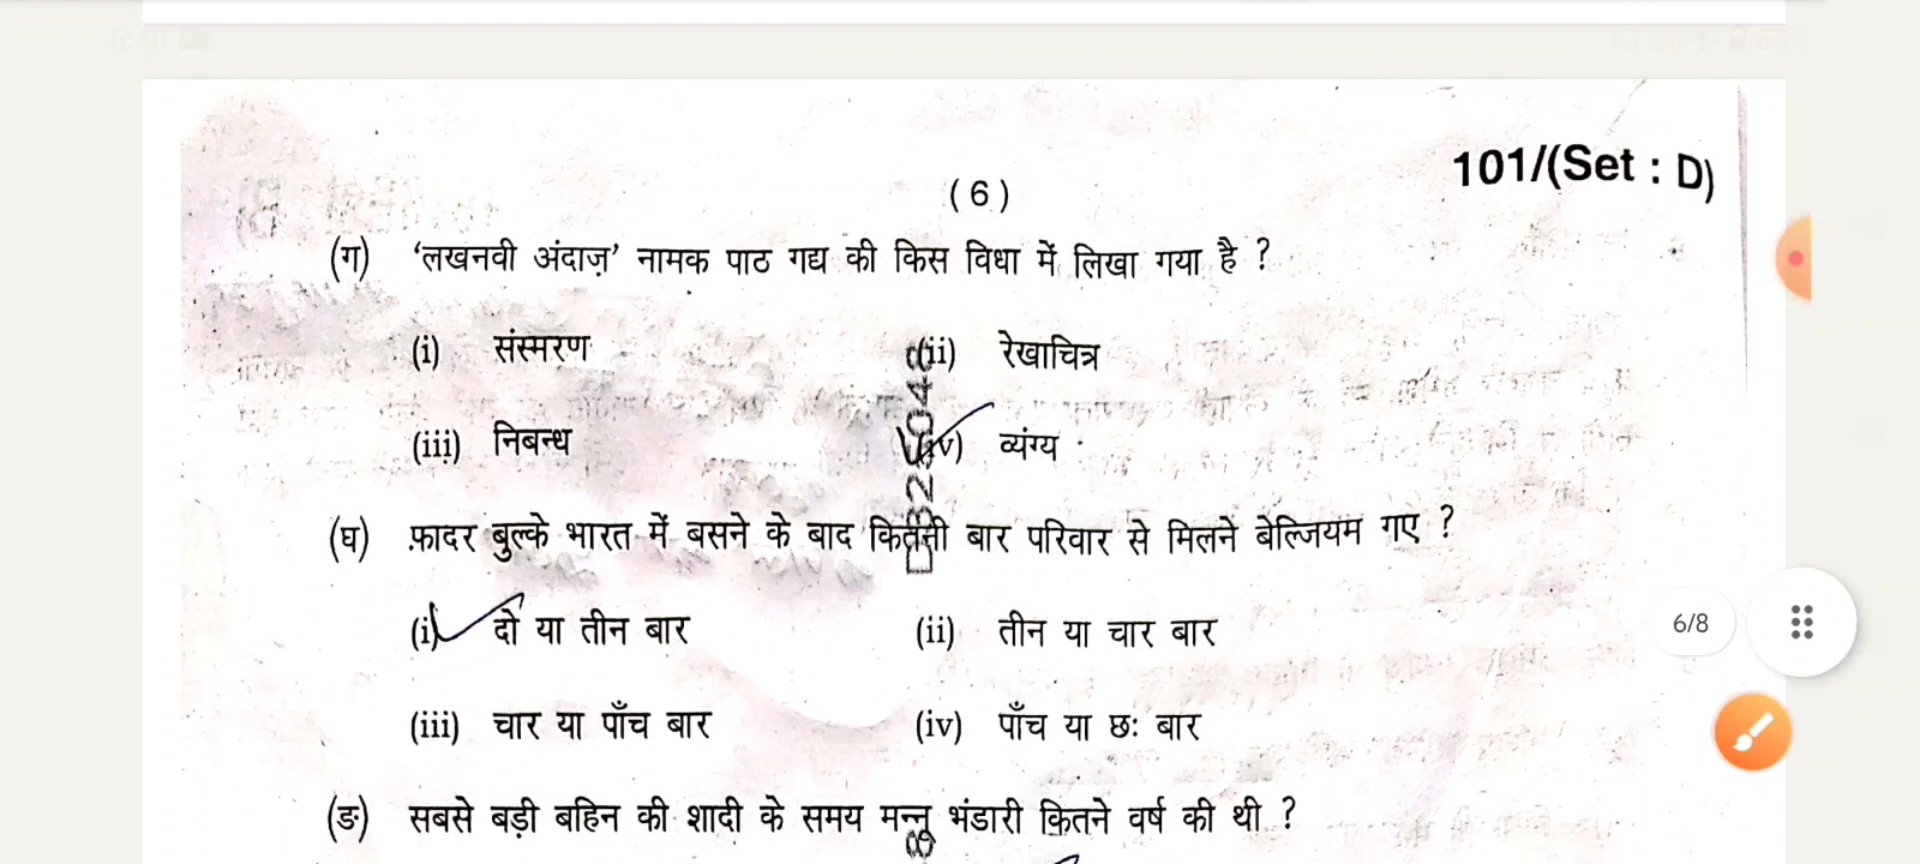 101/(Set : D)
( 6 )
(ग) ‘लखनवी अंदाज़’ नामक पाठ गद्य की किस विधा में लिखा गया है ?
(i) संस्मरण (ii) रेखाचित्र
(iii) निबन्ध (iv) व्यंग्य
(घ) फ़ादर बुल्के भारत में बसने के बाद कितनी बार परिवार से मिलने बेल्जियम गए ?
(i) दो या तीन बार (ii) तीन या चार बार
6/8
(iii) चार या पाँच बार (iv) पाँच या छः बार
(ङ) सबसे बड़ी बहिन की शादी के समय मन्नू भंडारी कितने वर्ष की थी ?